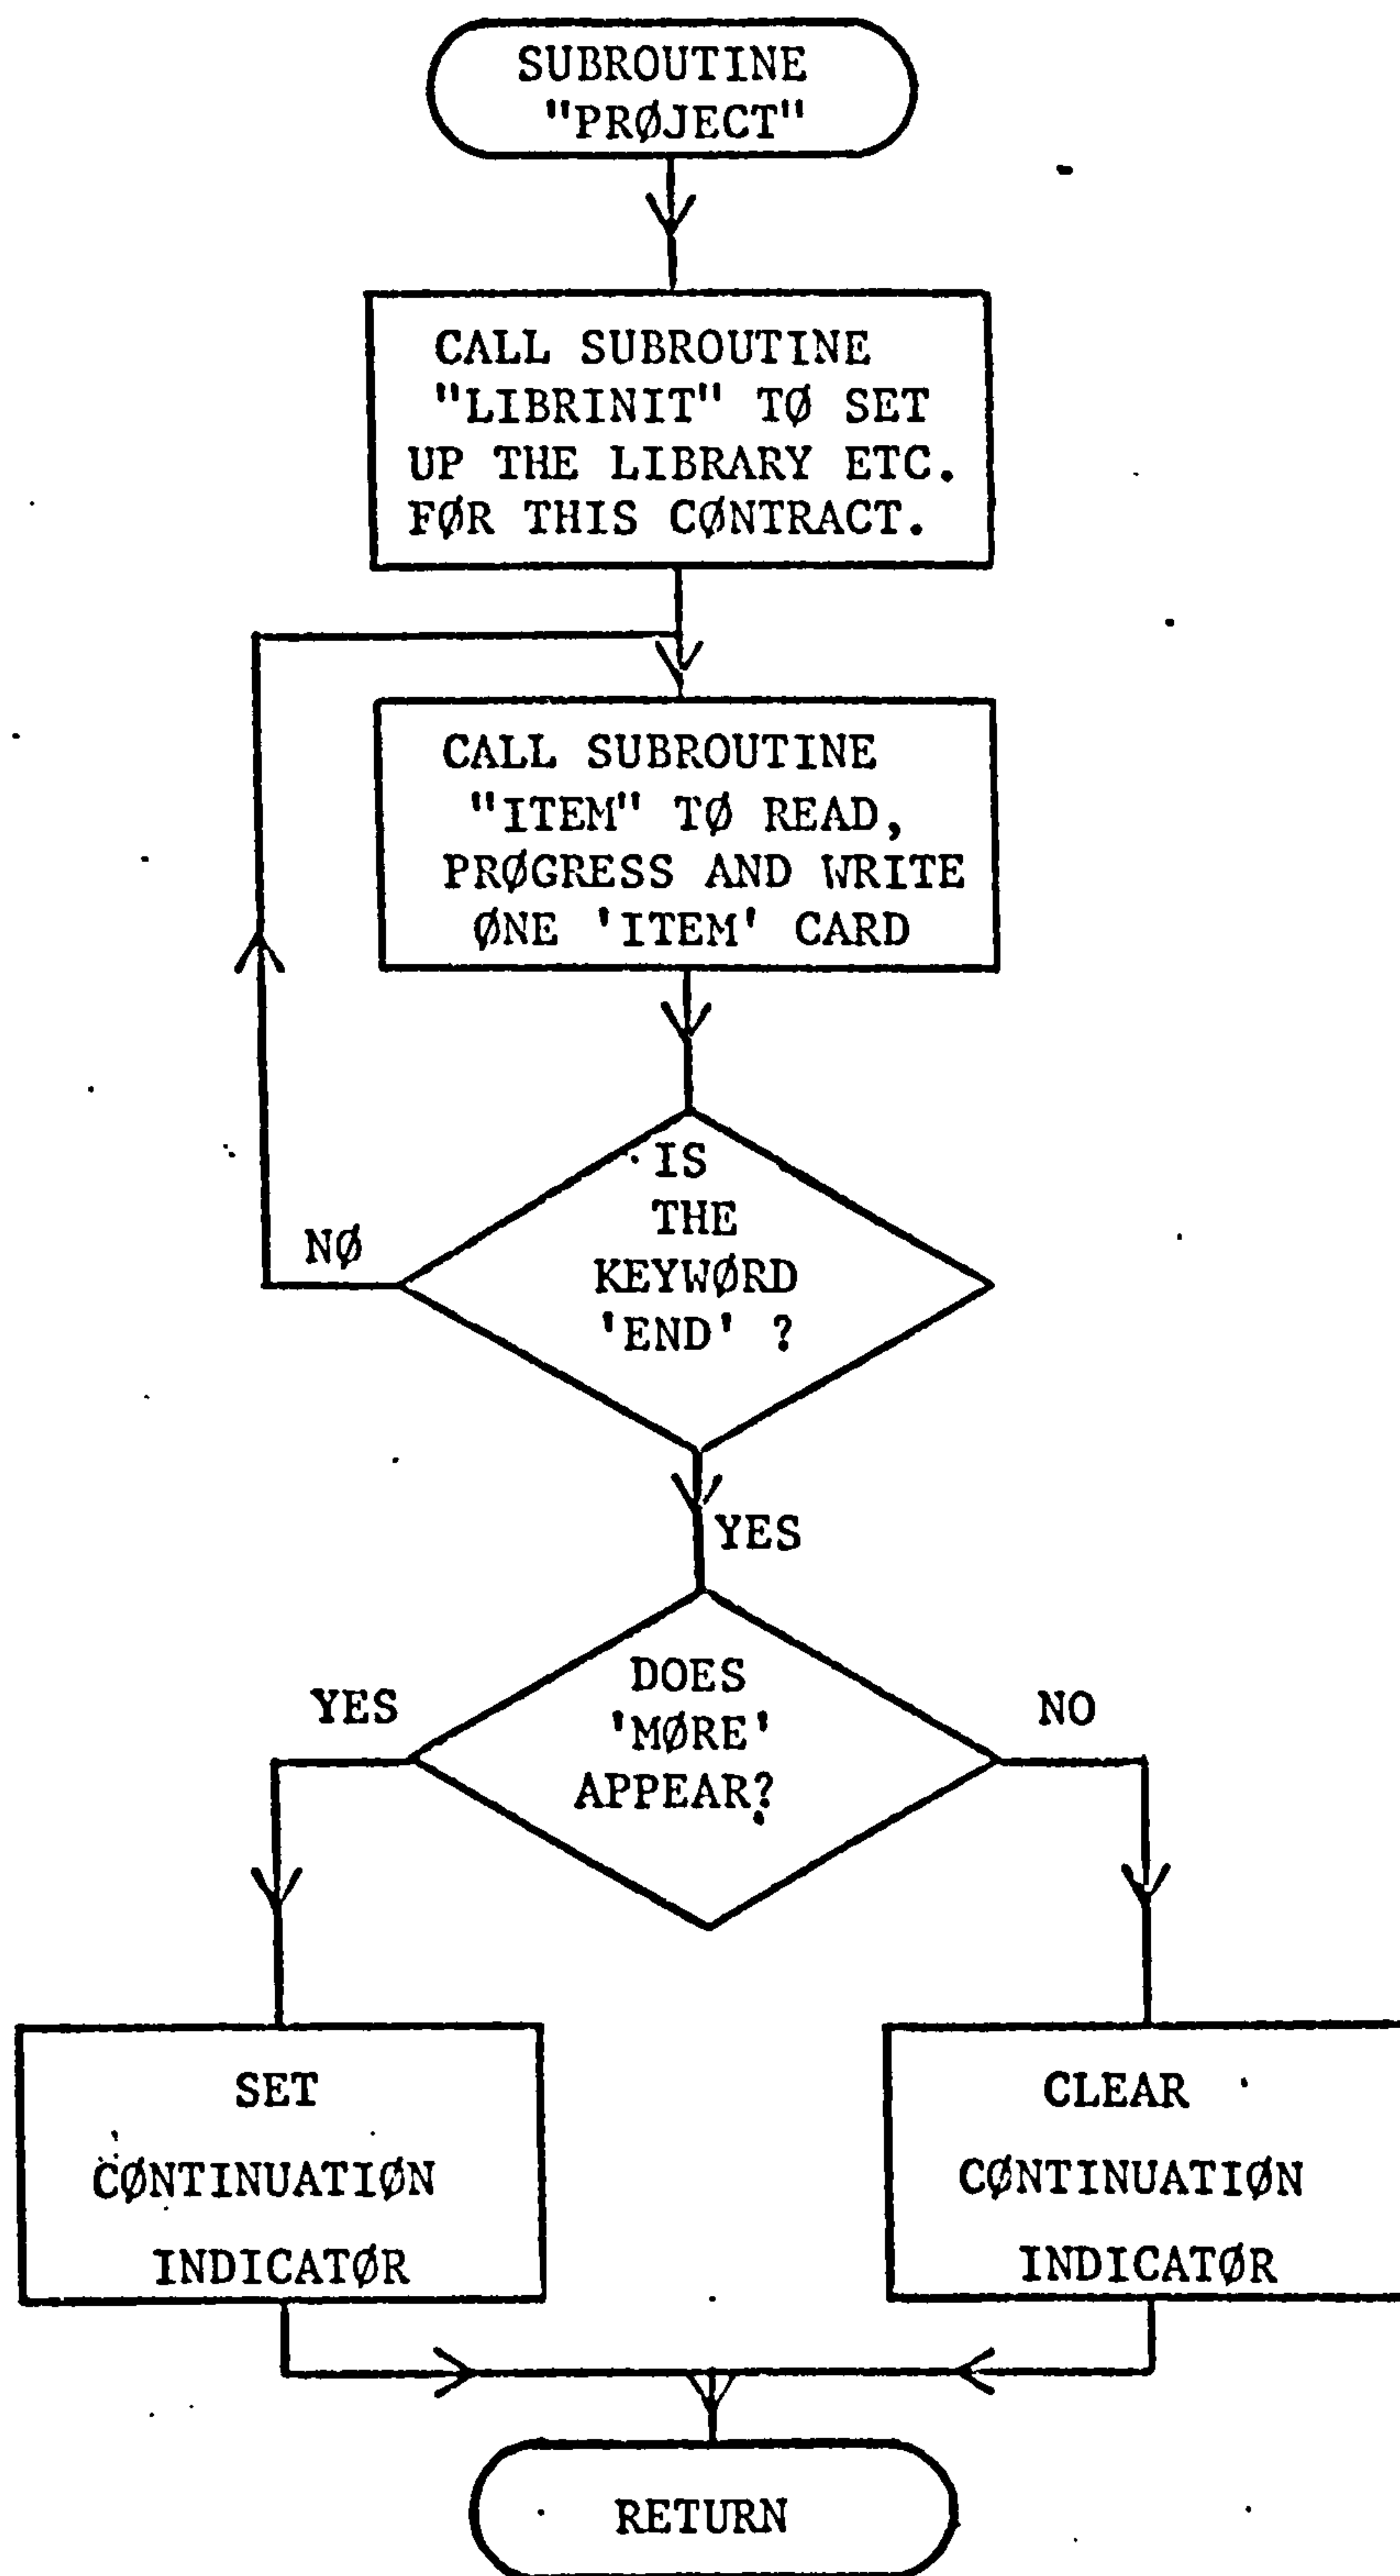 SUBROUTINE
"PRØJECT"
CALL SUBROUTINE
"LIBRINIT" TØ SET
UP THE LIBRARY ETC.
FØR THIS CØNTRACT.
CALL SUBROUTINE
"ITEM" TØ READ,
PRØGRESS AND WRITE
ØNE 'ITEM' CARD
IS
THE
KEYWØRD
'END' ?
NØ
YES
DOES
'MØRE'
APPEAR?
YES
NO
SET
CØNTINUATIØN
INDICATØR
CLEAR
CØNTINUATIØN
INDICATØR
RETURN